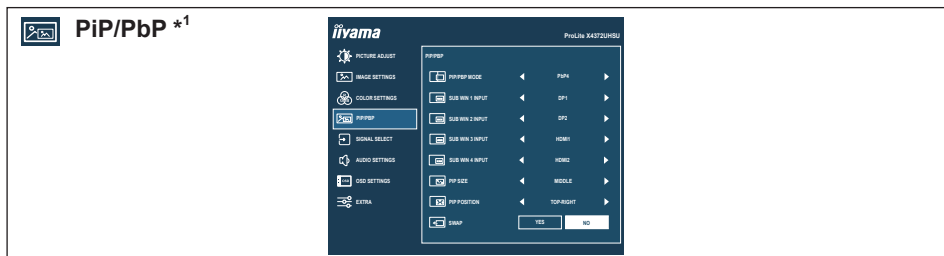 PiP/PbP *1
iiyama
ProLite X4372UHSU
PICTURE ADJUST
IMAGE SETTINGS
COLOR SETTINGS
PIP/PBP
SIGNAL SELECT
AUDIO SETTINGS
OSD
OSD SETTINGS
EXTRA
PIP/PBP
PIP/PBP MODE PbP4
SUB WIN 1 INPUT DP1
SUB WIN 2 INPUT DP2
SUB WIN 3 INPUT HDMI1
SUB WIN 4 INPUT HDMI2
PIP SIZE MIDDLE
PIP POSITION TOP-RIGHT
SWAP YES NO